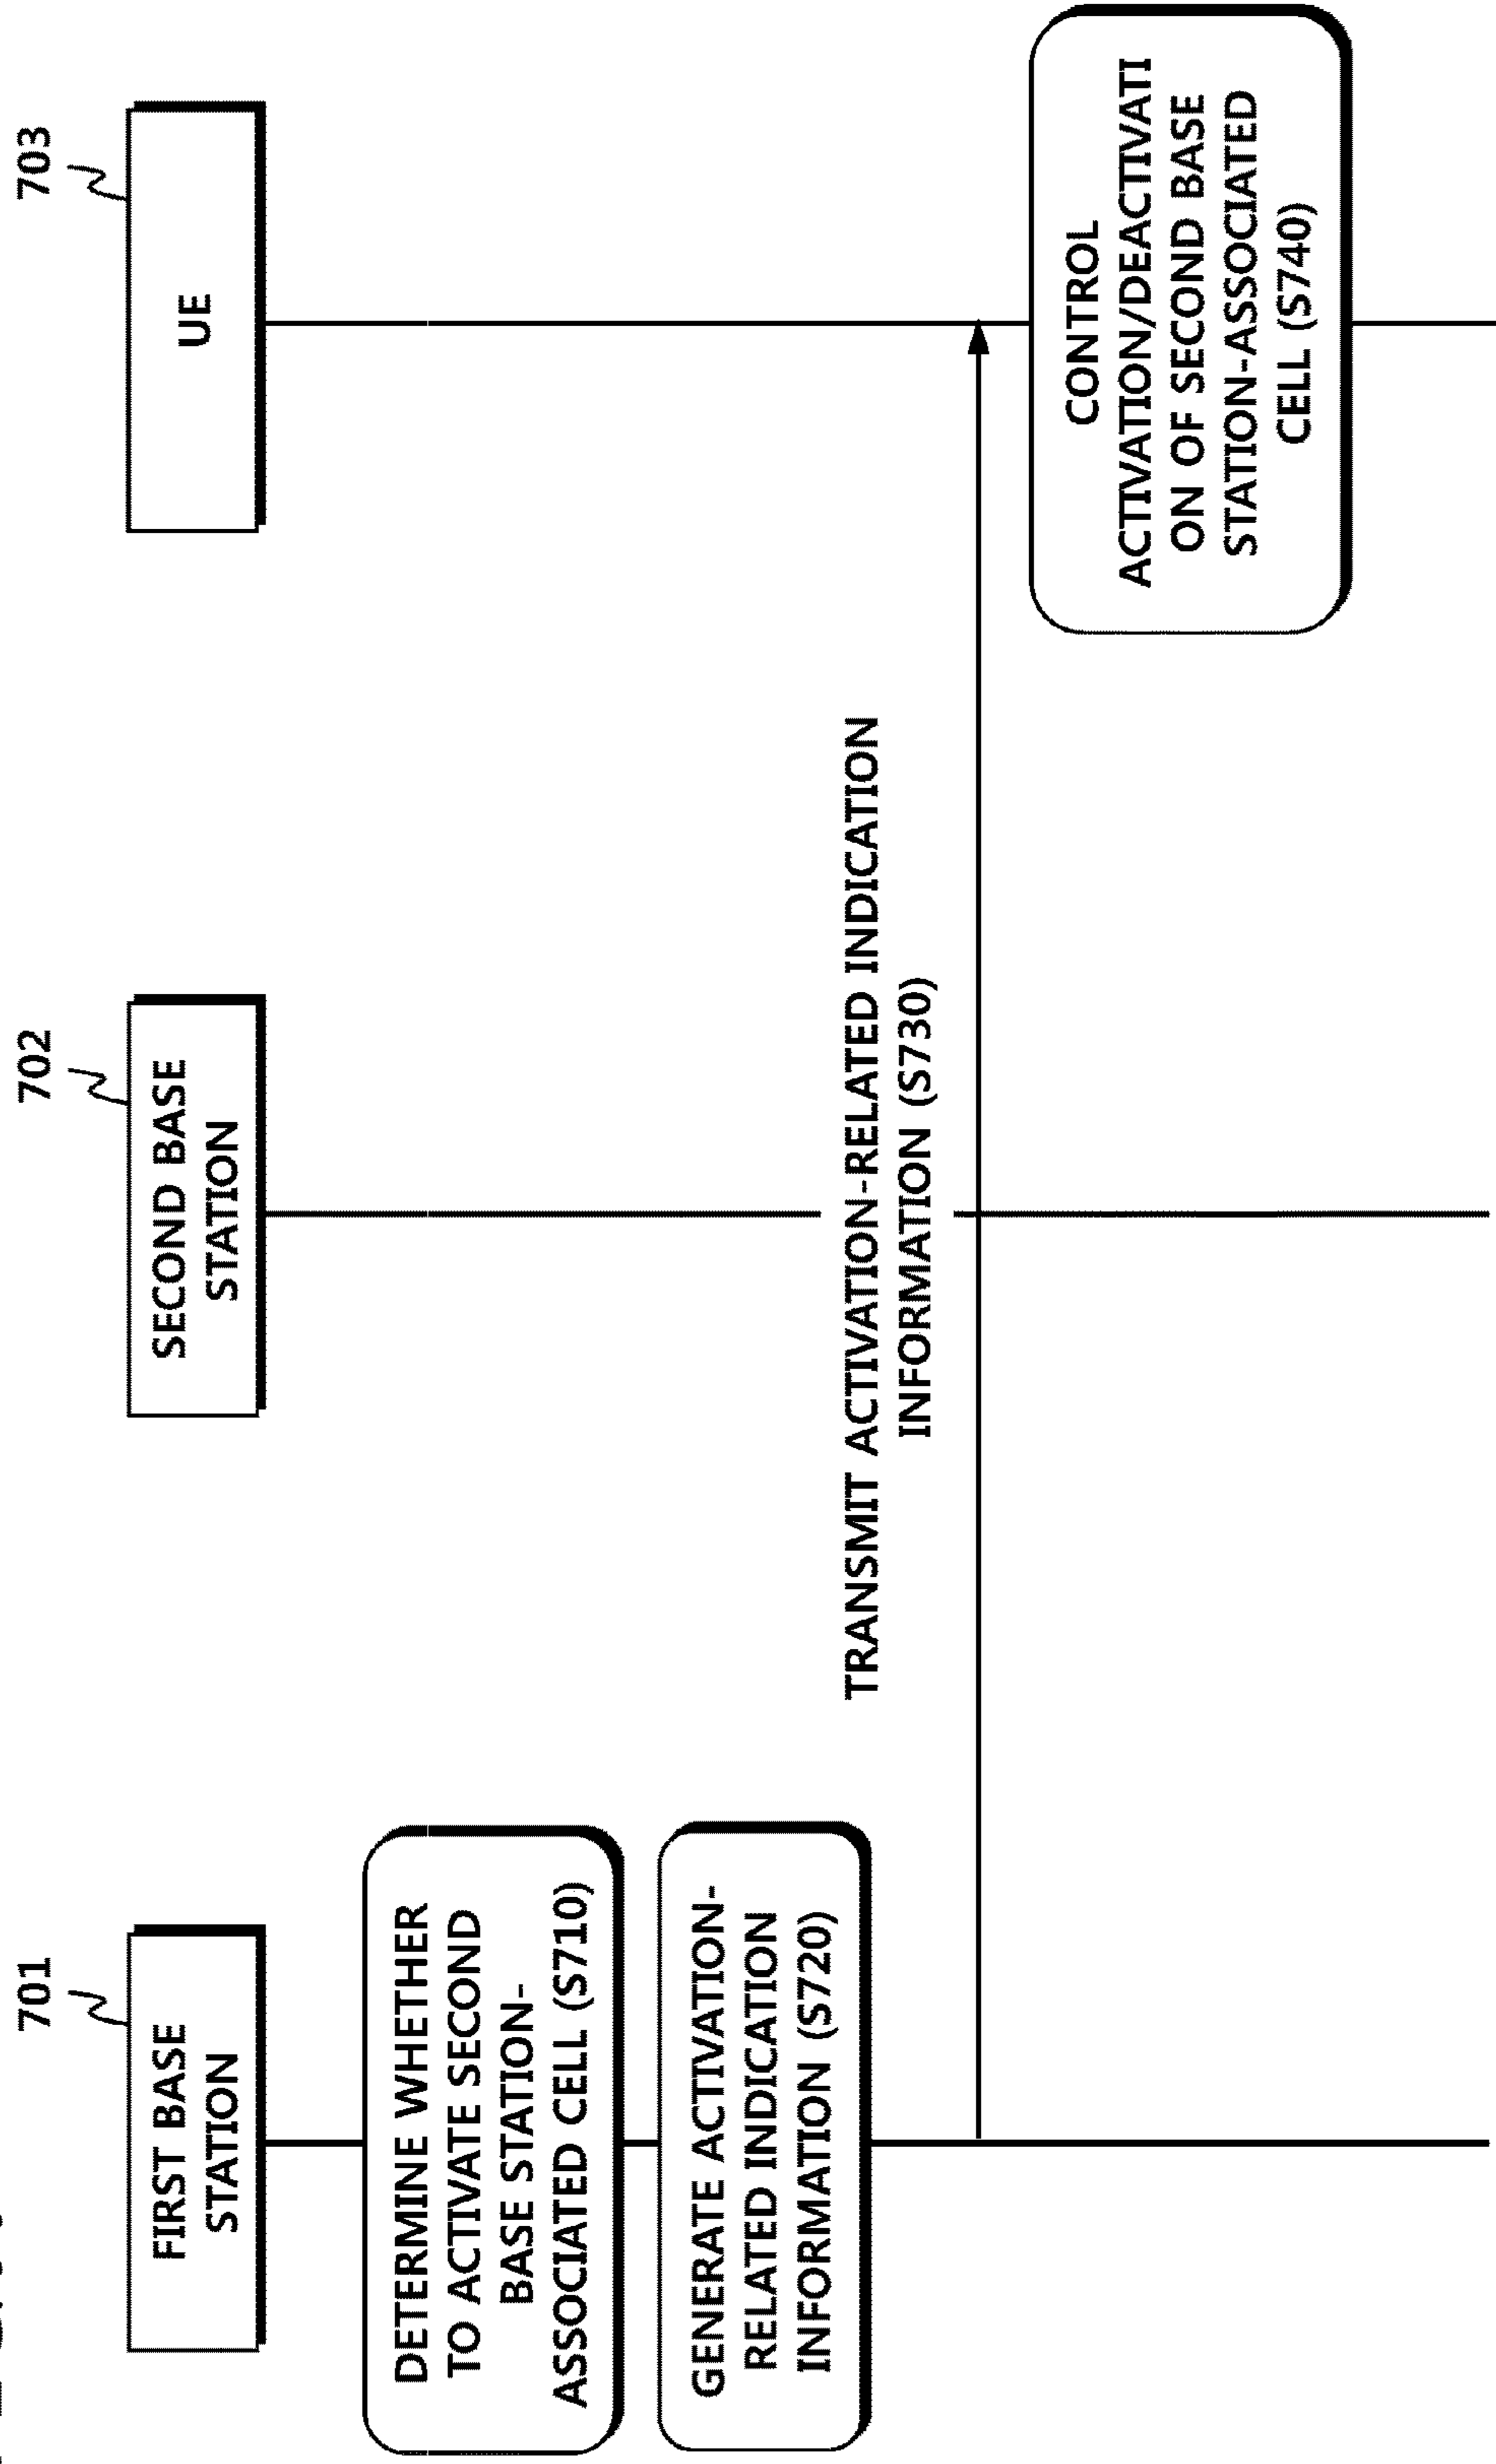 701
702
703
FIRST BASE
STATION
SECOND BASE
STATION
UE
DETERMINE WHETHER
TO ACTIVATE SECOND
BASE STATION-
ASSOCIATED CELL (S710)
GENERATE ACTIVATION-
RELATED INDICATION
INFORMATION (S720)
TRANSMIT ACTIVATION-RELATED INDICATION
INFORMATION (S730)
CONTROL
ACTIVATION/DEACTIVATI
ON OF SECOND BASE
STATION-ASSOCIATED
CELL (S740)